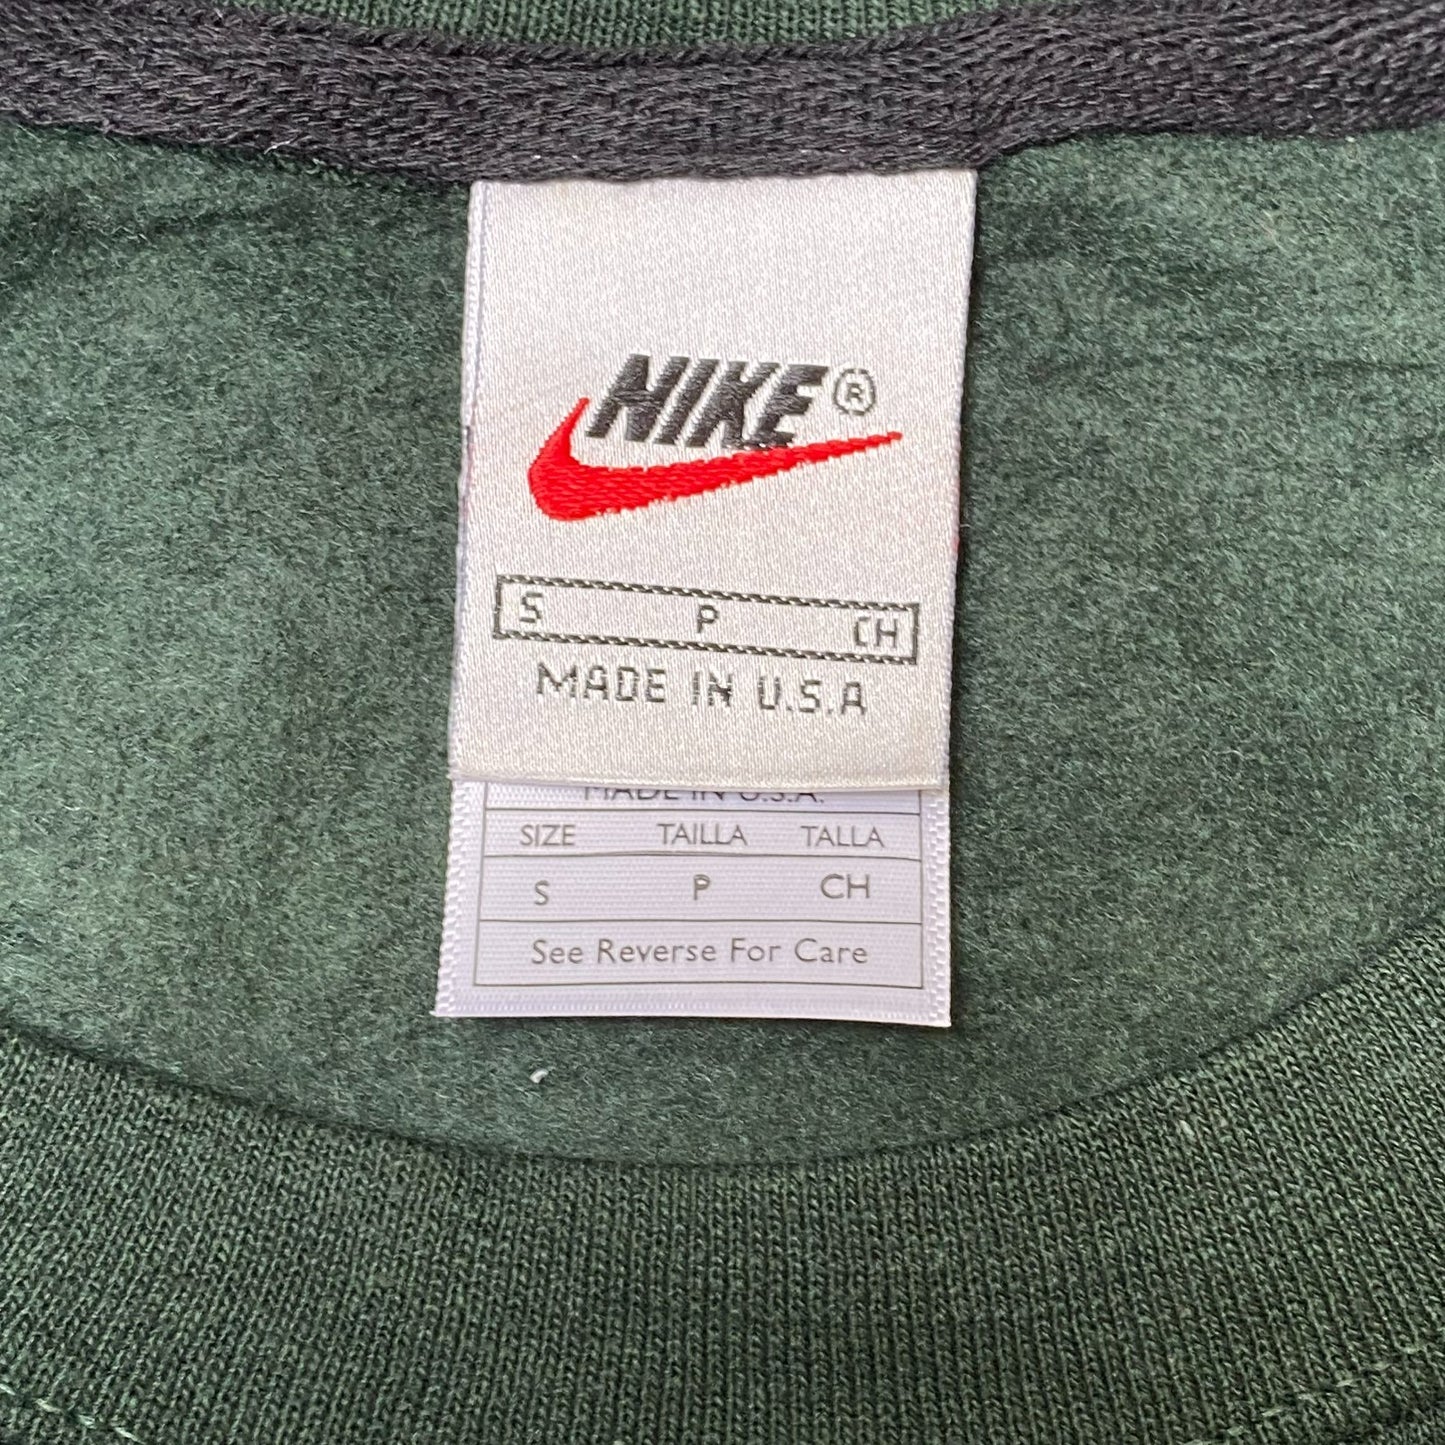 NIKE®
S P CH
MADE IN U.S.A
MADE IN U.S.A.
SIZE TAILLA TALLA
S P CH
See Reverse For Care